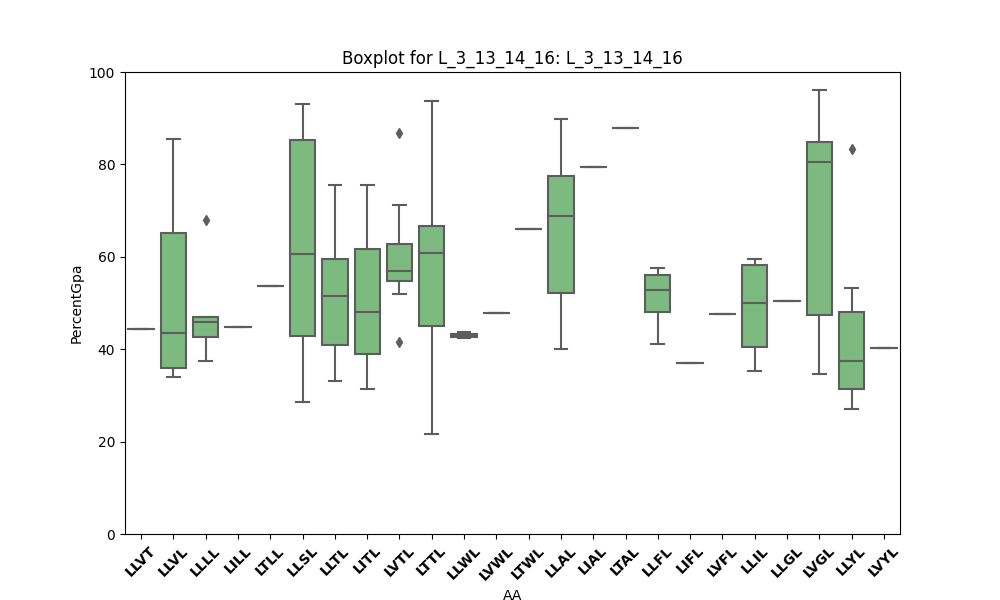 Boxplot for L_3_13_14_16: L_3_13_14_16
100
80
60
40
20
0
PercentGpa
LLVT LLVL LLLL LILL LTLL LLSL LLTL LITL LVTL LTTL LLWL LVWL LTWL LLAL LIAL LTAL LLFL LIFL LVFL LLIL LLGL LVGL LLYL LVYL
AA